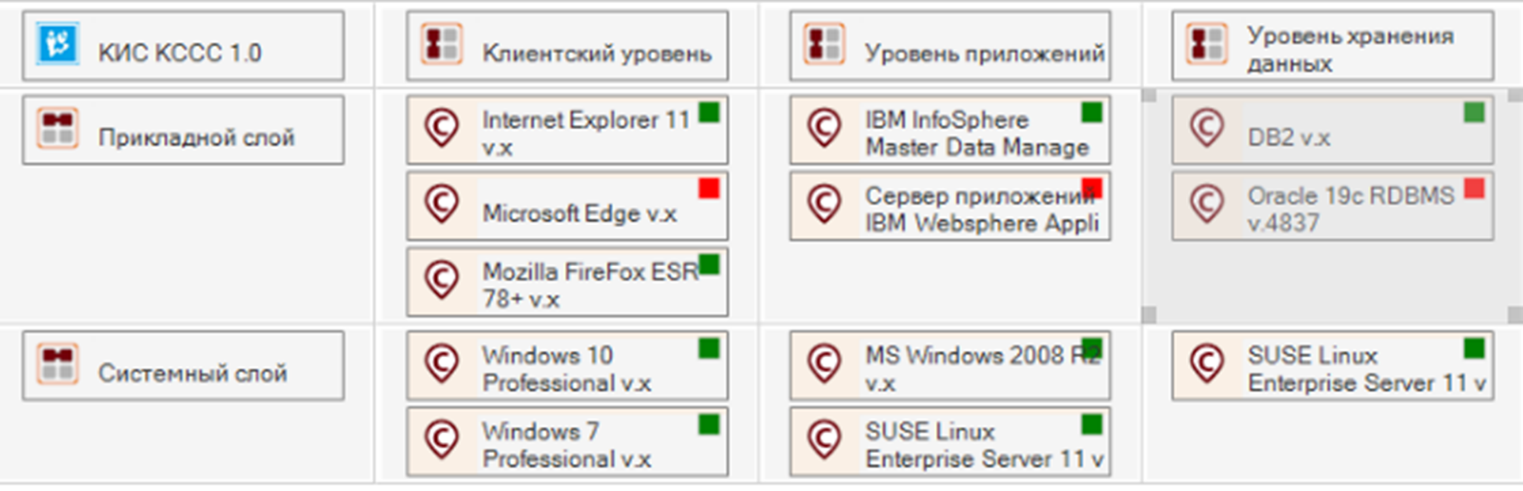 КИС КССС 1.0
Клиентский уровень
Уровень приложений
Уровень хранения
данных
Прикладной слой
Internet Explorer 11
v.x
Microsoft Edge v.x
Mozilla FireFox ESR
78+ v.x
IBM InfoSphere
Master Data Manage
Сервер приложений
IBM Websphere Appli
DB2 v.x
Oracle 19c RDBMS
v.4837
Системный слой
Windows 10
Professional v.x
Windows 7
Professional v.x
MS Windows 2008 R2
v.x
SUSE Linux
Enterprise Server 11 v
SUSE Linux
Enterprise Server 11 v